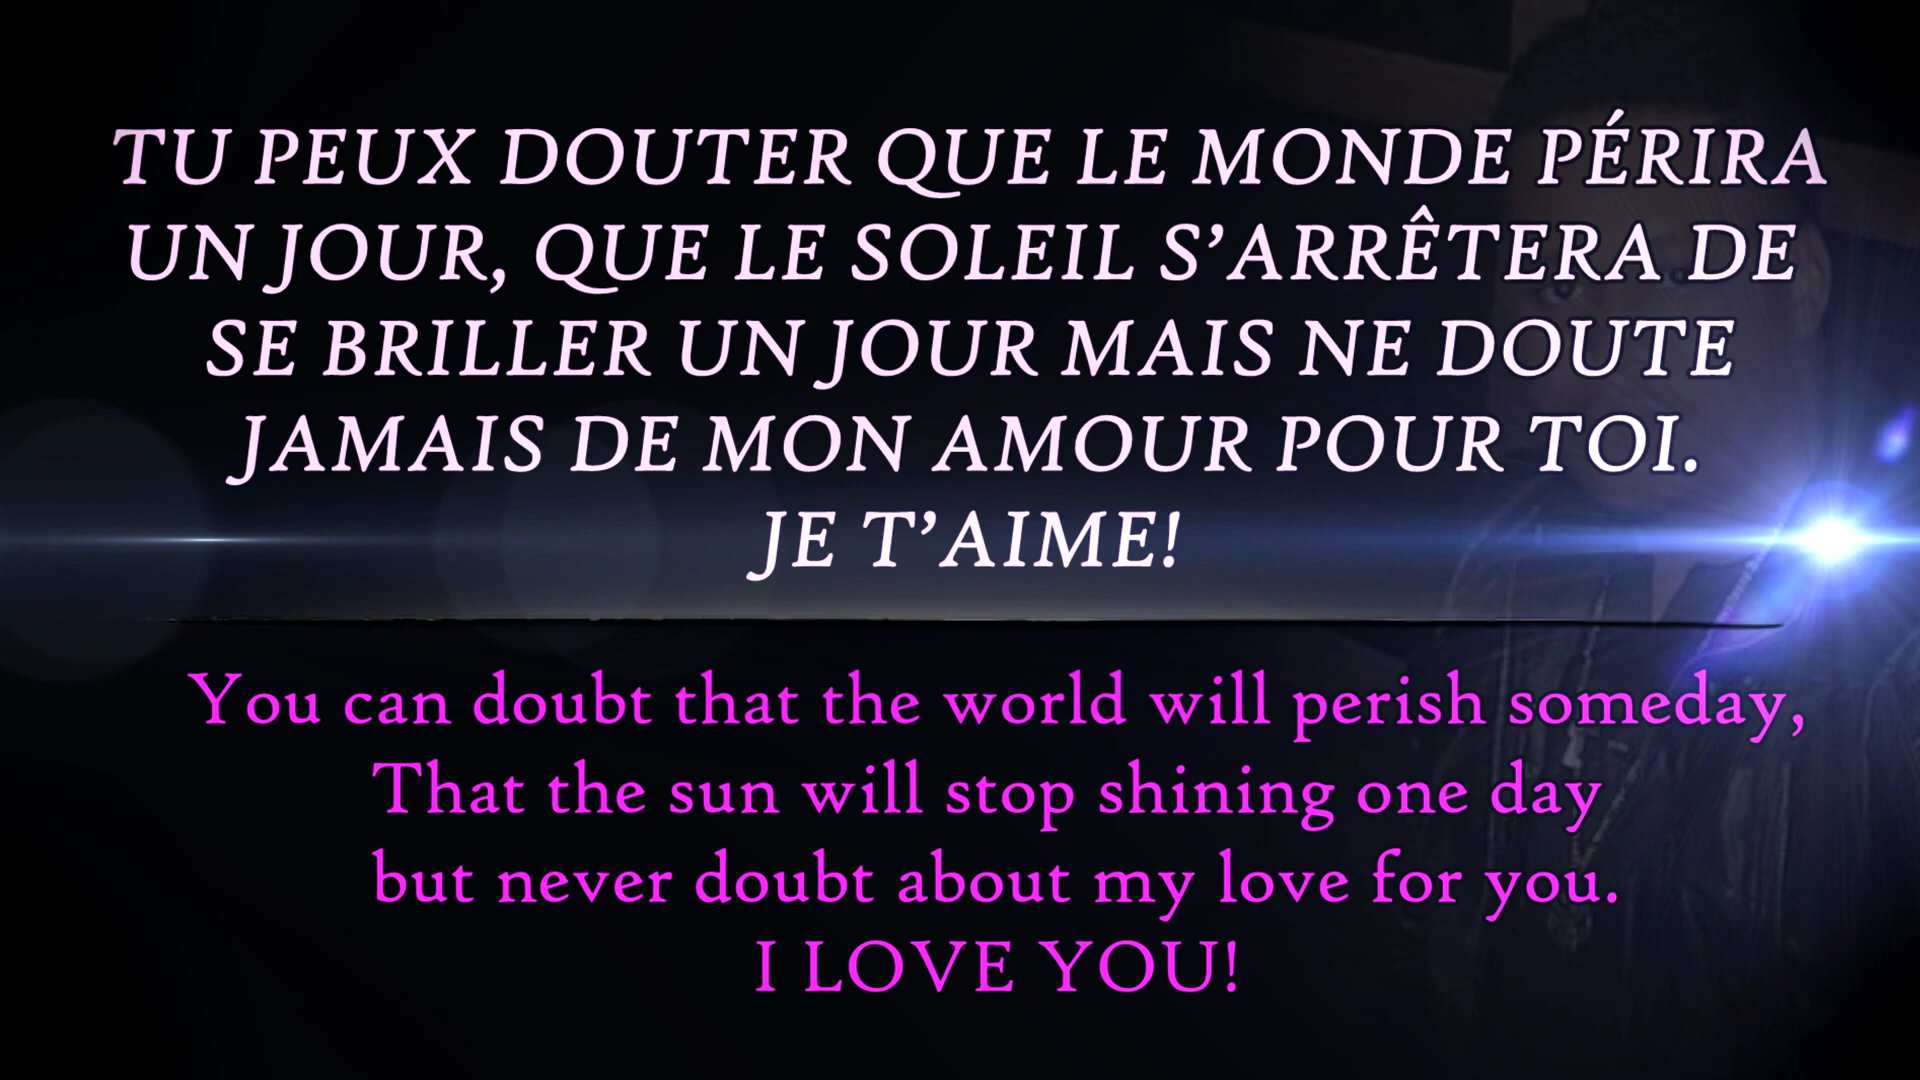 TU PEUX DOUTER QUE LE MONDE PÉRIRA
UN JOUR, QUE LE SOLEIL S’ARRÊTERA DE
SE BRILLER UN JOUR MAIS NE DOUTE
JAMAIS DE MON AMOUR POUR TOI.
JE T’AIME!
You can doubt that the world will perish someday,
That the sun will stop shining one day
but never doubt about my love for you.
I LOVE YOU!